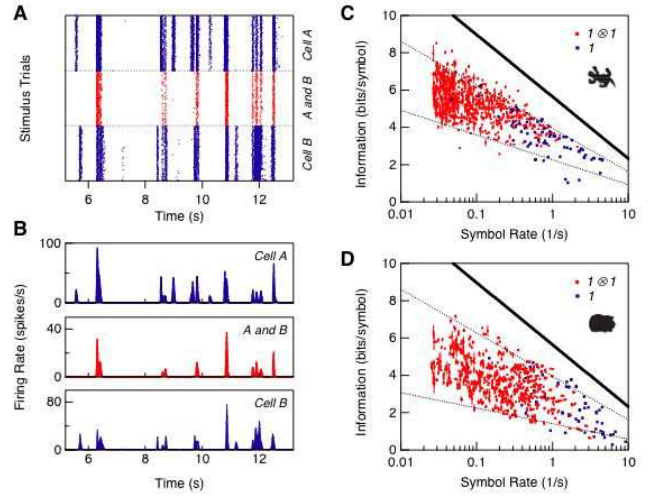 A
Stimulus Trials
Cell A
A and B
Cell B
6 8 10 12
Time (s)
B
Firing Rate (spikes/s)
100
0
Cell A
40
0
A and B
80
0
Cell B
6 8 10 12
Time (s)
C
Information (bits/symbol)
10
8
6
4
2
0
1 ⊗ 1
1
0.01 0.1 1 10
Symbol Rate (1/s)
D
Information (bits/symbol)
10
8
6
4
2
0
1 ⊗ 1
1
0.01 0.1 1 10
Symbol Rate (1/s)